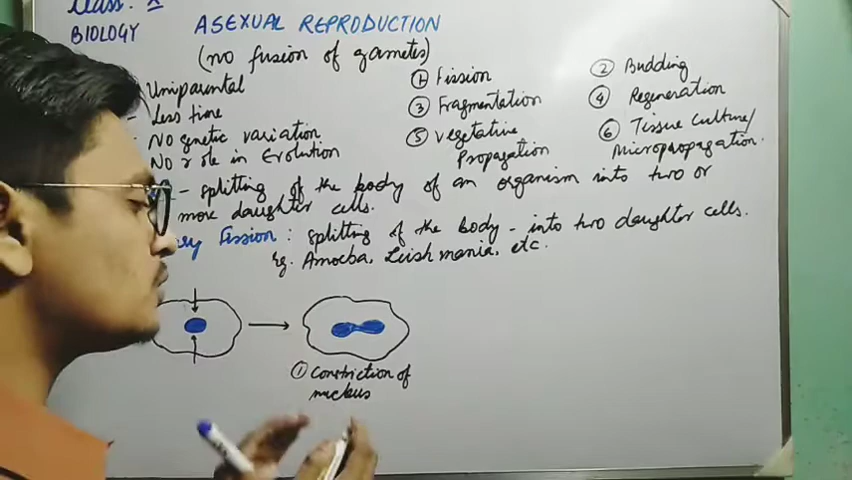 Class: X
BIOLOGY
ASEXUAL REPRODUCTION
(no fusion of gametes)
Uniparental
Less time
No genetic variation
No role in Evolution
① Fission
② Budding
③ Fragmentation
④ Regeneration
⑤ Vegetative Propagation
⑥ Tissue Culture/
Micropropagation.
- splitting of the body of an organism into two or
more daughter cells.
Fission : splitting of the body - into two daughter cells.
Eg. Amoeba, Leishmania, etc.
① Constriction of
nucleus